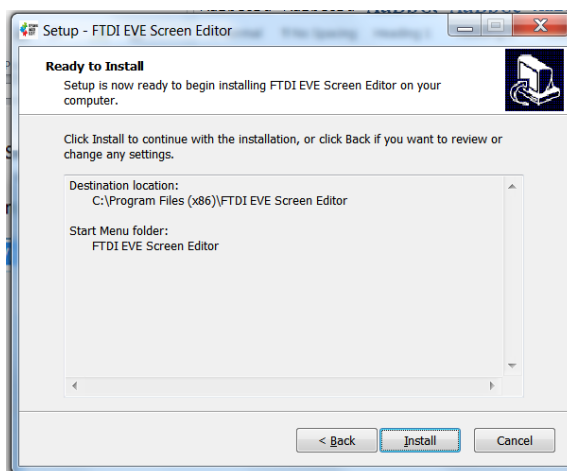 Setup - FTDI EVE Screen Editor
Ready to Install
Setup is now ready to begin installing FTDI EVE Screen Editor on your
computer.
Click Install to continue with the installation, or click Back if you want to review or
change any settings.
Destination location:
C:\Program Files (x86)\FTDI EVE Screen Editor
Start Menu folder:
FTDI EVE Screen Editor
< Back
Install
Cancel